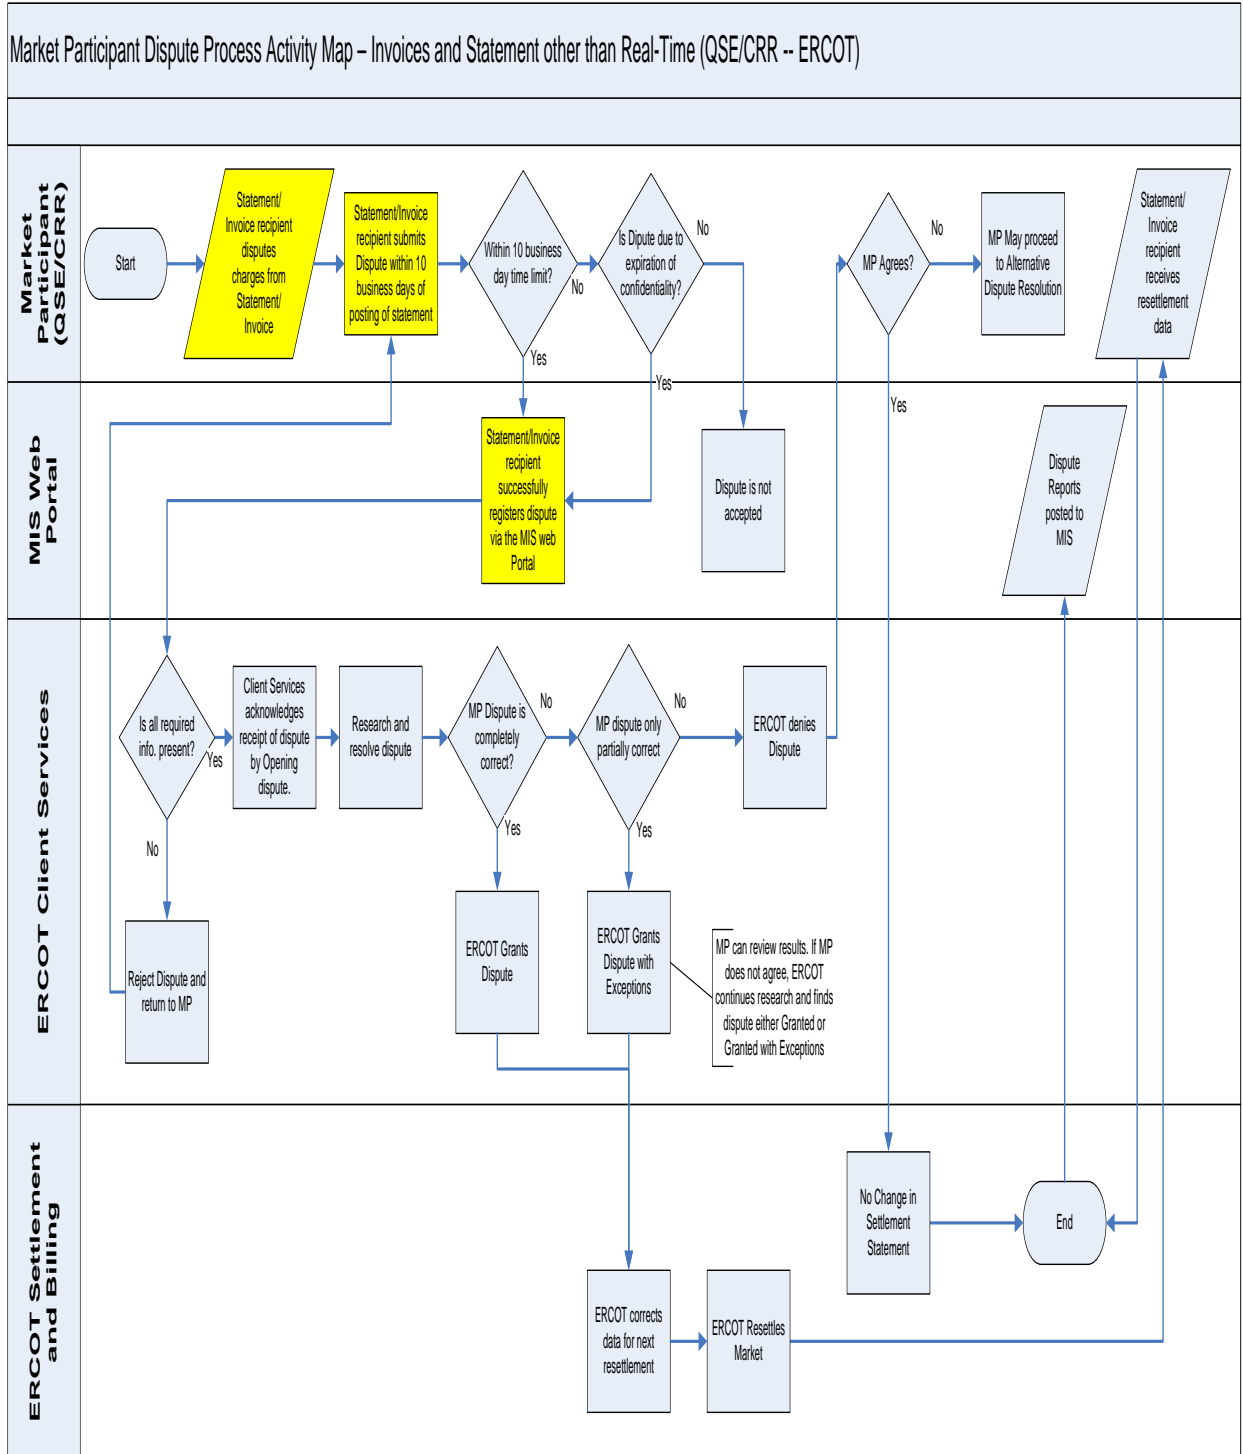 Market Participant Dispute Process Activity Map – Invoices and Statement other than Real-Time (QSE/CRR -- ERCOT)
Market
Participant
(QSE/CRR)
Start
Statement/
Invoice recipient
disputes
charges from
Statement/
Invoice
Statement/Invoice
recipient submits
Dispute within 10
business days of
posting of statement
Within 10 business
day time limit?
No
Yes
Is Dipute due to
expiration of
confidentiality?
No
Yes
MP Agrees?
No
Yes
MP May proceed
to Alternative
Dispute Resolution
Statement/
Invoice
recipient
receives
resettlement
data
MIS Web
Portal
Statement/Invoice
recipient
successfully
registers dispute
via the MIS web
Portal
Dispute is not
accepted
Dispute
Reports
posted to
MIS
ERCOT Client Services
Is all required
info. present?
Yes
No
Client Services
acknowledges
receipt of dispute
by Opening
dispute.
Research and
resolve dispute
MP Dispute is
completely
correct?
No
Yes
MP dispute only
partially correct
No
Yes
ERCOT denies
Dispute
Reject Dispute and
return to MP
ERCOT Grants
Dispute
ERCOT Grants
Dispute with
Exceptions
MP can review results. If MP
does not agree, ERCOT
continues research and finds
dispute either Granted or
Granted with Exceptions
ERCOT Settlement
and Billing
No Change in
Settlement
Statement
End
ERCOT corrects
data for next
resettlement
ERCOT Resettles
Market